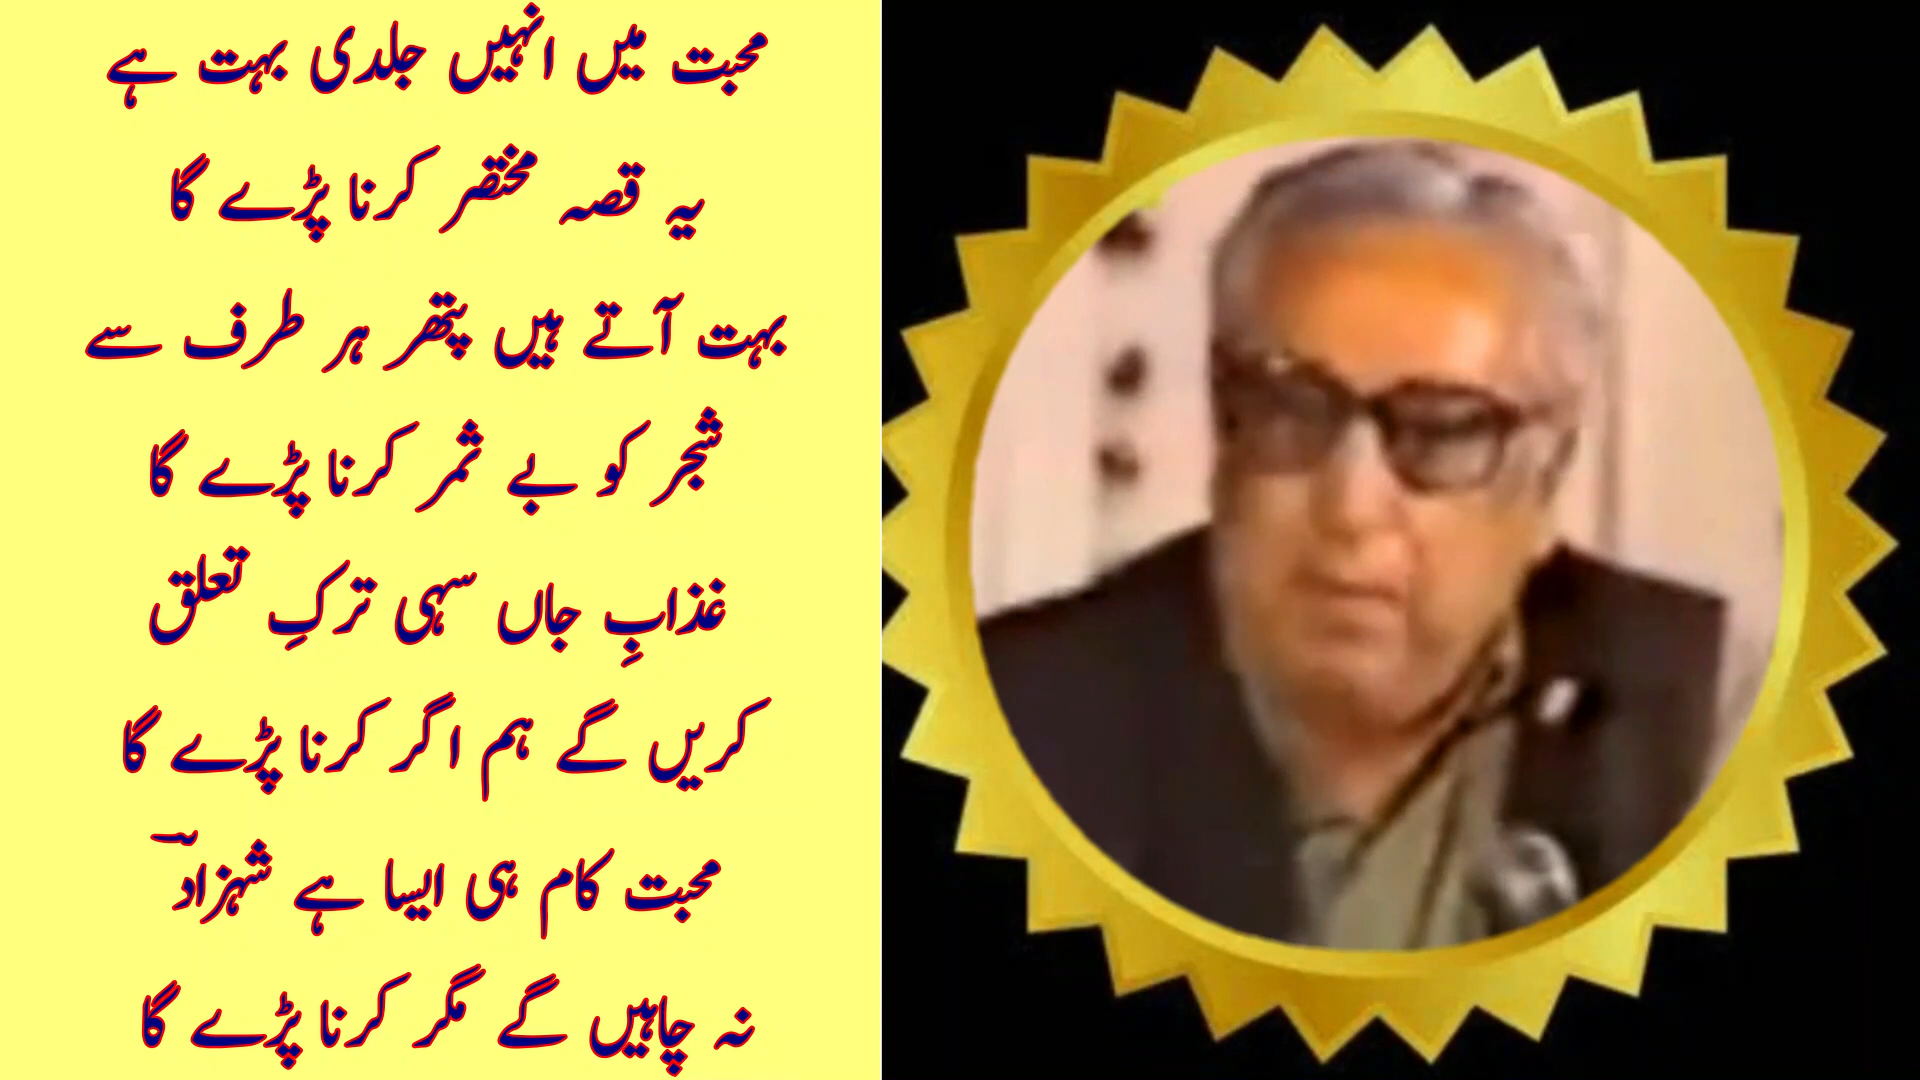 محبت میں انہیں جلدی بہت ہے
یہ قصہ مختصر کرنا پڑے گا
بہت آتے ہیں پتھر ہر طرف سے
شجر کو بے ثمر کرنا پڑے گا
عذابِ جاں سہی ترکِ تعلق
کریں گے ہم اگر کرنا پڑے گا
محبت کام ہی ایسا ہے شہزادؔ
نہ چاہیں گے مگر کرنا پڑے گا